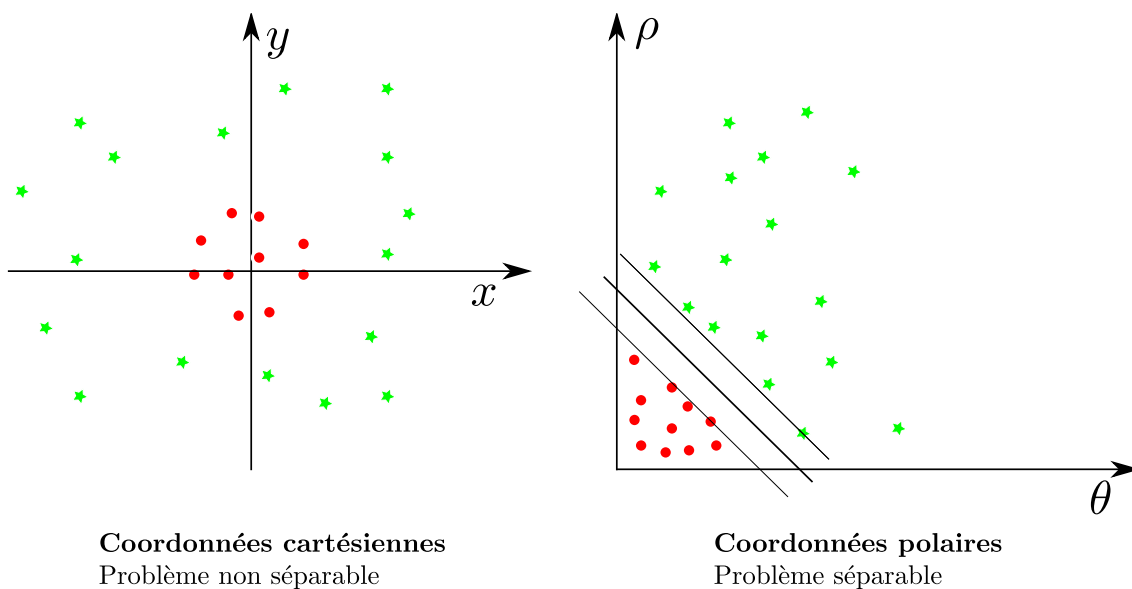 y
x
Coordonnées cartésiennes
Problème non séparable
ρ
θ
Coordonnées polaires
Problème séparable